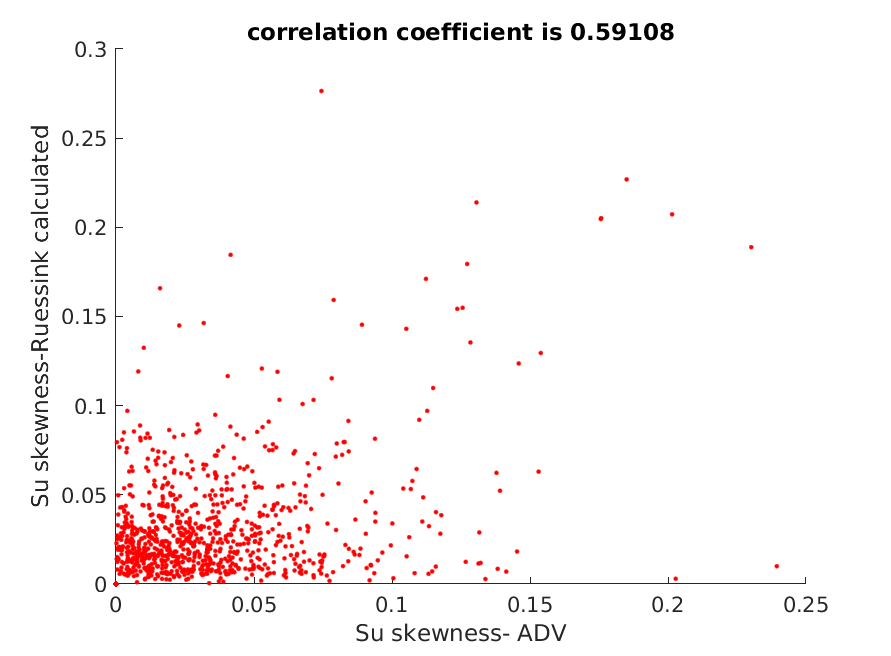 correlation coefficient is 0.59108
0.3
0.25
0.2
0.15
0.1
0.05
0
Su skewness-Ruessink calculated
0 0.05 0.1 0.15 0.2 0.25
Su skewness- ADV